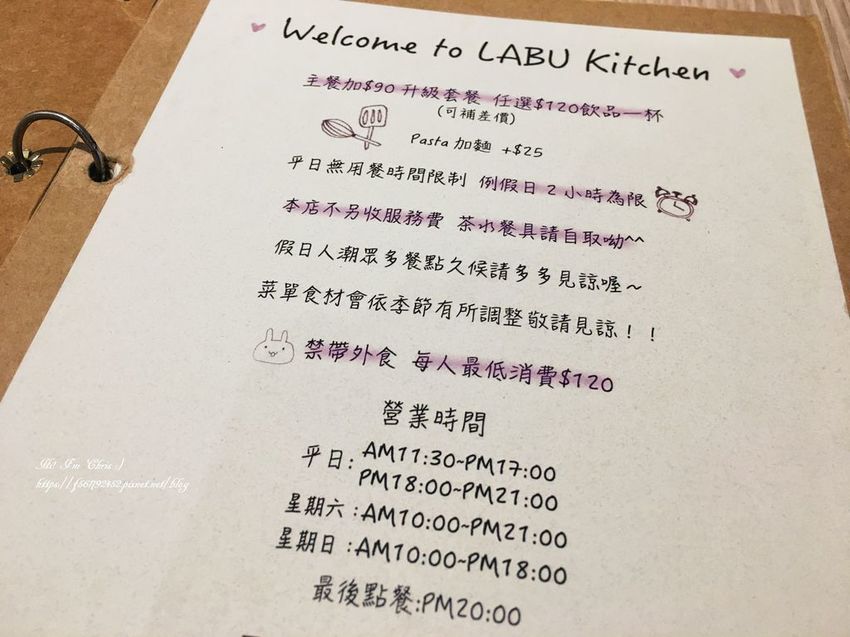 Welcome to LABU Kitchen
主餐加$90升級套餐 任選$120飲品一杯
(可補差價)
Pasta 加麵 +$25
平日無用餐時間限制 例假日2小時為限
本店不另收服務費 茶水餐具請自取呦^^
假日人潮眾多餐點久候請多多見諒喔~
菜單食材會依季節有所調整敬請見諒！！
禁帶外食 每人最低消費$120
營業時間
平日: AM11:30~PM17:00
PM18:00~PM21:00
星期六:AM10:00~PM21:00
星期日:AM10:00~PM18:00
最後點餐:PM20:00